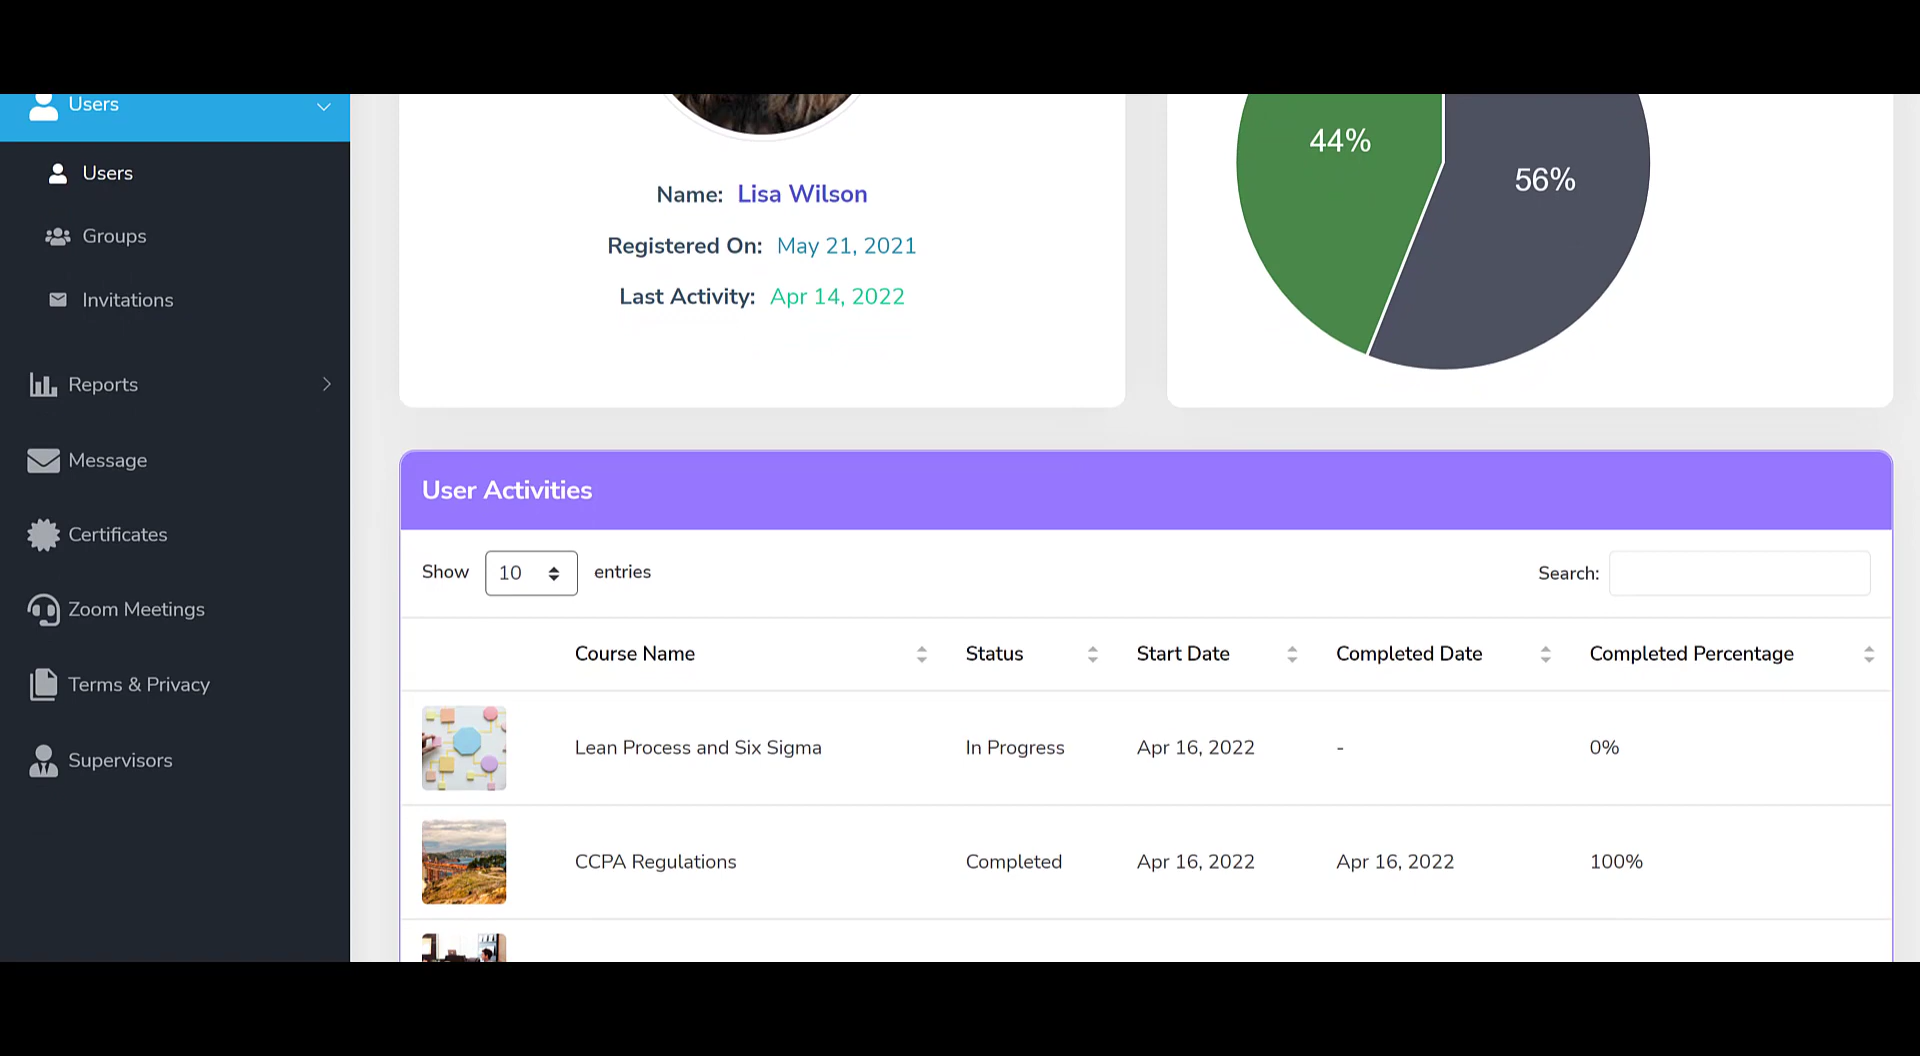 Users
Users
Groups
Invitations
Reports
Message
Certificates
Zoom Meetings
Terms & Privacy
Supervisors
Name: Lisa Wilson
Registered On: May 21, 2021
Last Activity: Apr 14, 2022
44%
56%
User Activities
Show 10 entries
Search:
Course Name Status Start Date Completed Date Completed Percentage
Lean Process and Six Sigma In Progress Apr 16, 2022 - 0%
CCPA Regulations Completed Apr 16, 2022 Apr 16, 2022 100%